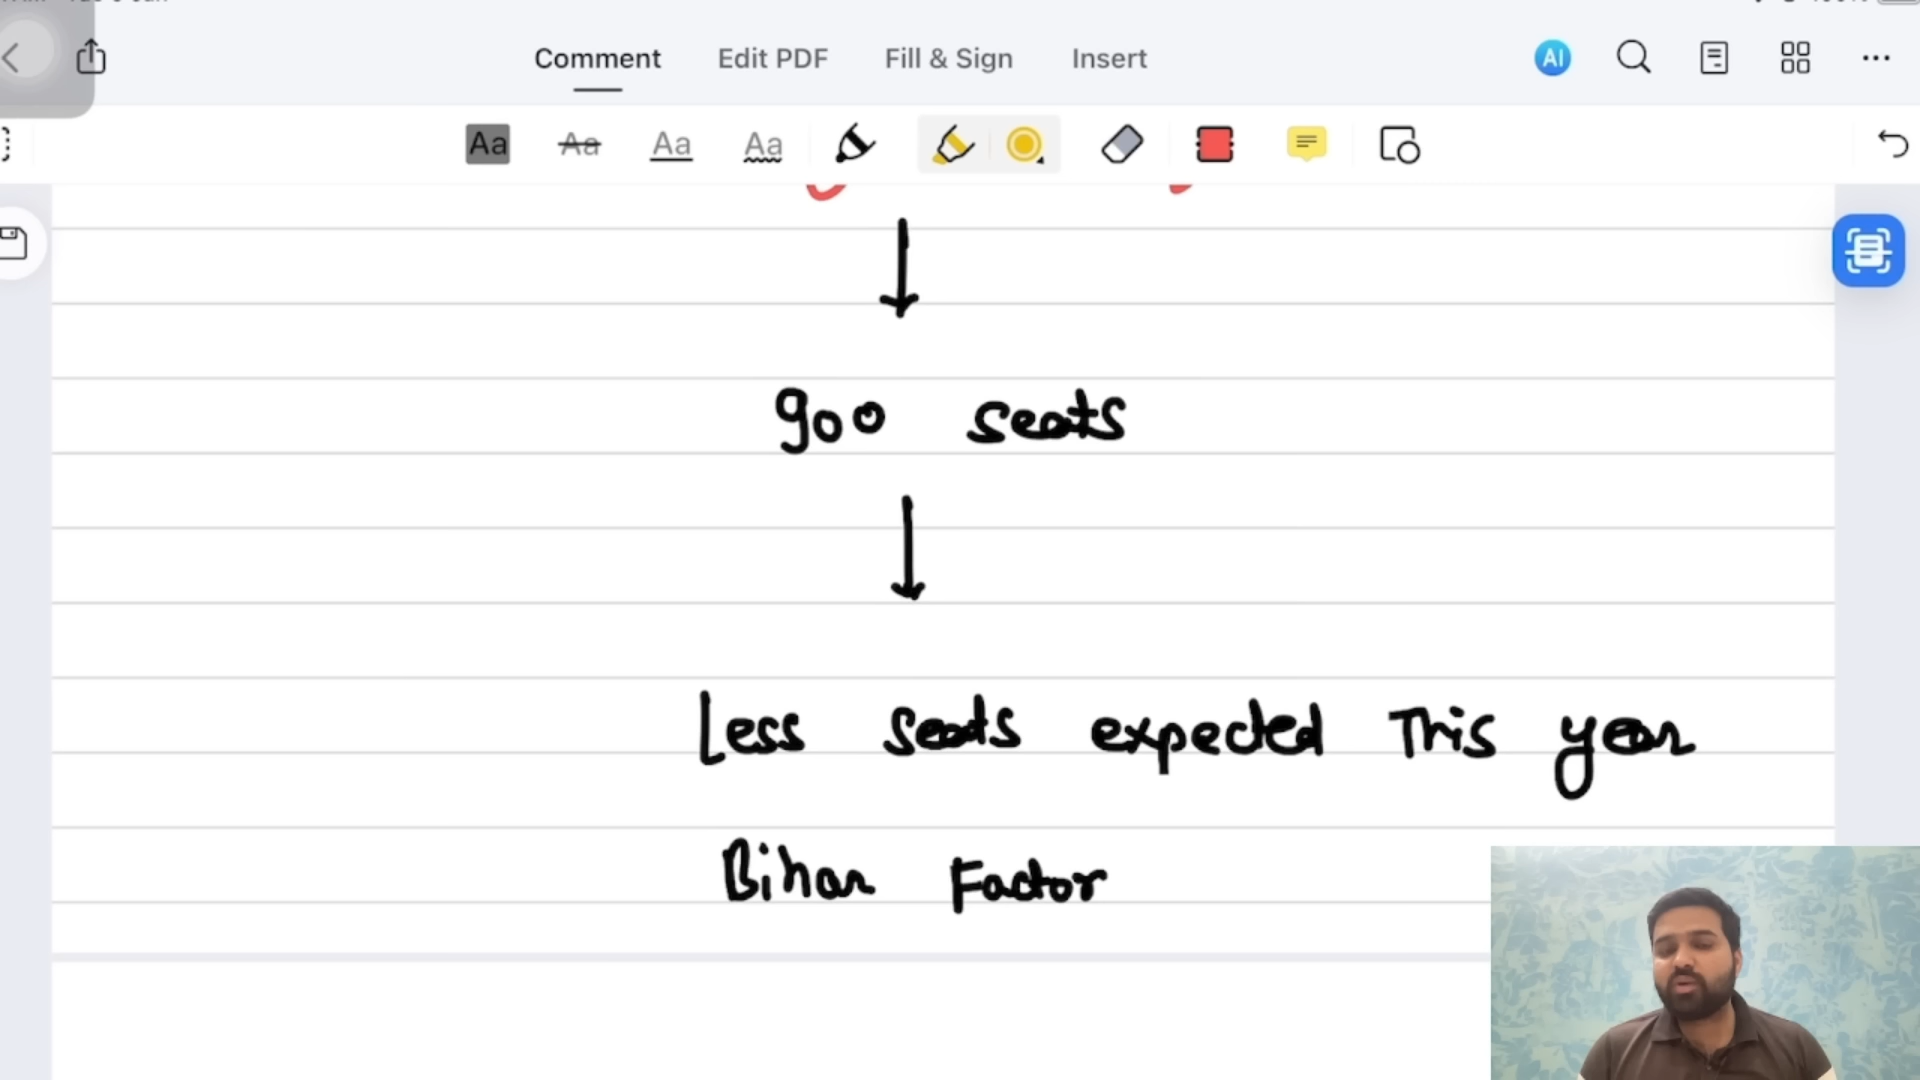 Comment Edit PDF Fill & Sign Insert AI
Aa Aa Aa Aa
900 seats
Less seats expected This year
Bihar Factor